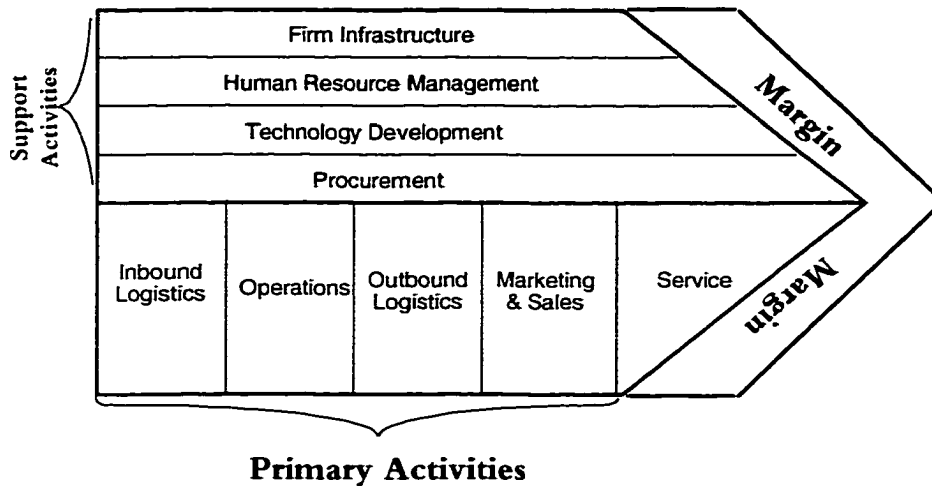 Support
Activities
Firm Infrastructure
Human Resource Management
Technology Development
Procurement
Margin
Inbound
Logistics
Operations
Outbound
Logistics
Marketing
& Sales
Service
Margin
Primary Activities